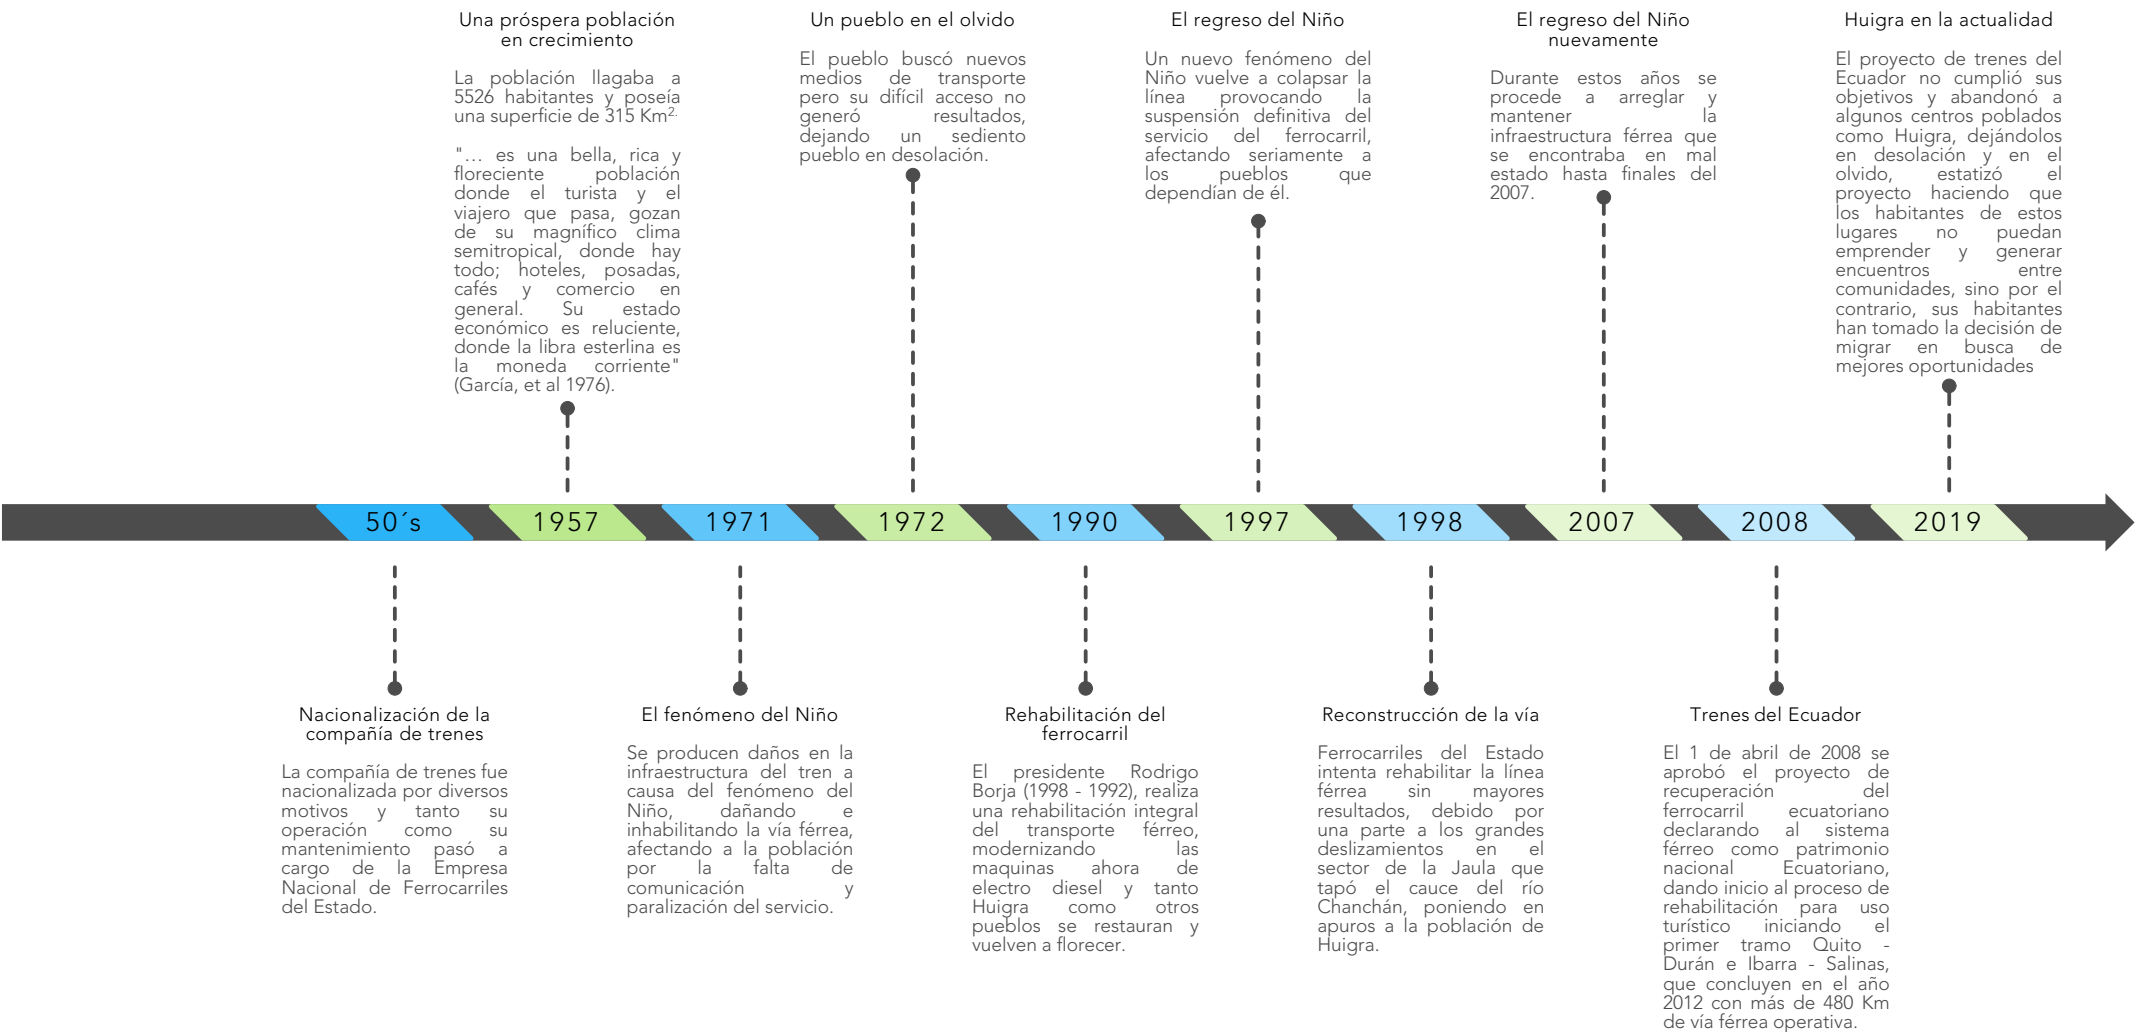 Una próspera población
en crecimiento
La población llagaba a
5526 habitantes y poseía
una superficie de 315 Km².
"... es una bella, rica y
floreciente población
donde el turista y el
viajero que pasa, gozan
de su magnífico clima
semitropical, donde hay
todo; hoteles, posadas,
cafés y comercio en
general. Su estado
económico es reluciente,
donde la libra esterlina es
la moneda corriente"
(García, et al 1976).
Un pueblo en el olvido
El pueblo buscó nuevos
medios de transporte
pero su difícil acceso no
generó resultados,
dejando un sediento
pueblo en desolación.
El regreso del Niño
Un nuevo fenómeno del
Niño vuelve a colapsar la
línea provocando la
suspensión definitiva del
servicio del ferrocarril,
afectando seriamente a
los pueblos que
dependían de él.
El regreso del Niño
nuevamente
Durante estos años se
procede a arreglar y
mantener la
infraestructura férrea que
se encontraba en mal
estado hasta finales del
2007.
Huigra en la actualidad
El proyecto de trenes del
Ecuador no cumplió sus
objetivos y abandonó a
algunos centros poblados
como Huigra, dejándolos
en desolación y en el
olvido, estatizó el
proyecto haciendo que
los habitantes de estos
lugares no puedan
emprender y generar
encuentros entre
comunidades, sino por el
contrario, sus habitantes
han tomado la decisión de
migrar en busca de
mejores oportunidades
50´s
1957
1971
1972
1990
1997
1998
2007
2008
2019
Nacionalización de la
compañía de trenes
La compañía de trenes fue
nacionalizada por diversos
motivos y tanto su
operación como su
mantenimiento pasó a
cargo de la Empresa
Nacional de Ferrocarriles
del Estado.
El fenómeno del Niño
Se producen daños en la
infraestructura del tren a
causa del fenómeno del
Niño, dañando e
inhabilitando la vía férrea,
afectando a la población
por la falta de
comunicación y
paralización del servicio.
Rehabilitación del
ferrocarril
El presidente Rodrigo
Borja (1998 - 1992), realiza
una rehabilitación integral
del transporte férreo,
modernizando las
maquinas ahora de
electro diesel y tanto
Huigra como otros
pueblos se restauran y
vuelven a florecer.
Reconstrucción de la vía
Ferrocarriles del Estado
intenta rehabilitar la línea
férrea sin mayores
resultados, debido por
una parte a los grandes
deslizamientos en el
sector de la Jaula que
tapó el cauce del río
Chanchán, poniendo en
apuros a la población de
Huigra.
Trenes del Ecuador
El 1 de abril de 2008 se
aprobó el proyecto de
recuperación del
ferrocarril ecuatoriano
declarando al sistema
férreo como patrimonio
nacional Ecuatoriano,
dando inicio al proceso de
rehabilitación para uso
turístico iniciando el
primer tramo Quito -
Durán e Ibarra - Salinas,
que concluyen en el año
2012 con más de 480 Km
de vía férrea operativa.